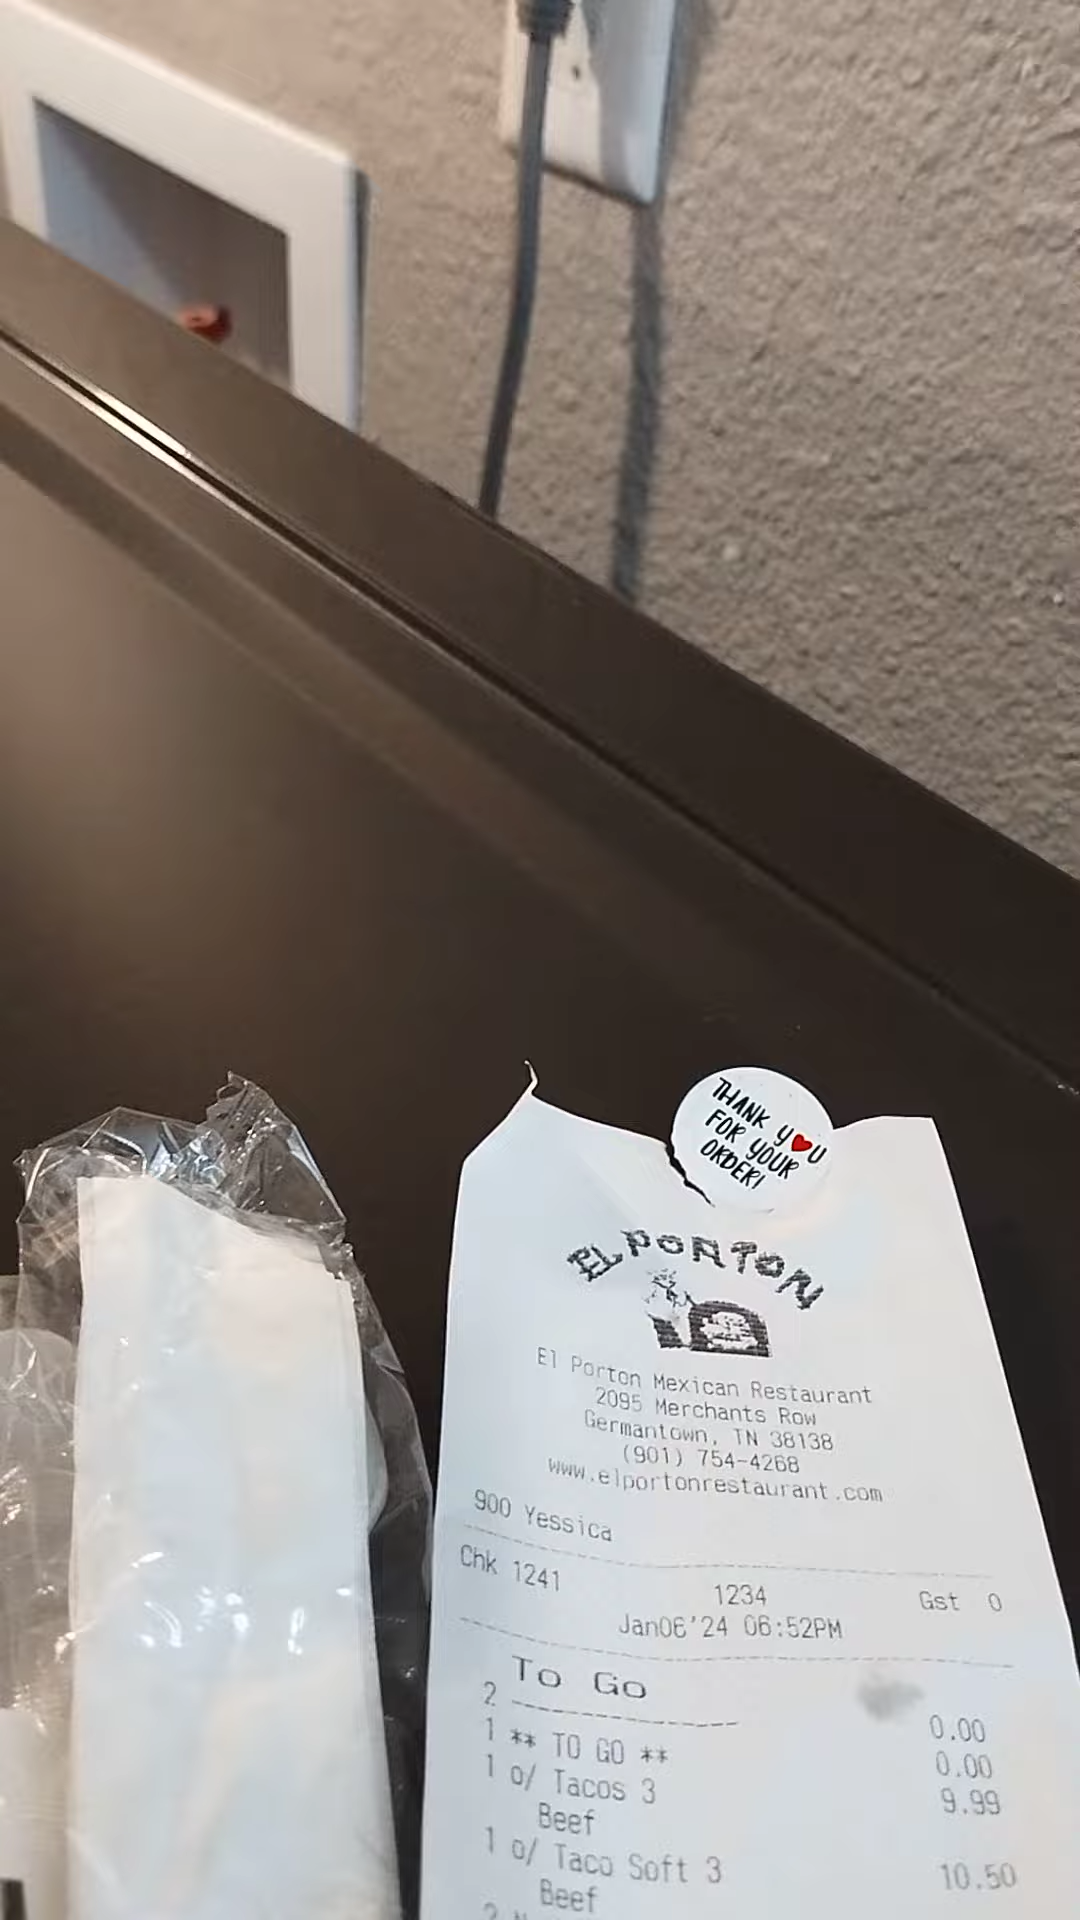 THANK YOU
FOR YOUR
ORDER!
EL PORTON
El Porton Mexican Restaurant
2095 Merchants Row
Germantown, TN 38138
(901) 754-4268
www.elportonrestaurant.com
900 Yessica
Chk 1241 1234 Gst 0
Jan06'24 06:52PM
To Go
2 ---------------- 0.00
1 ** TO GO ** 0.00
1 o/ Tacos 3 9.99
Beef
1 o/ Taco Soft 3 10.50
Beef
2